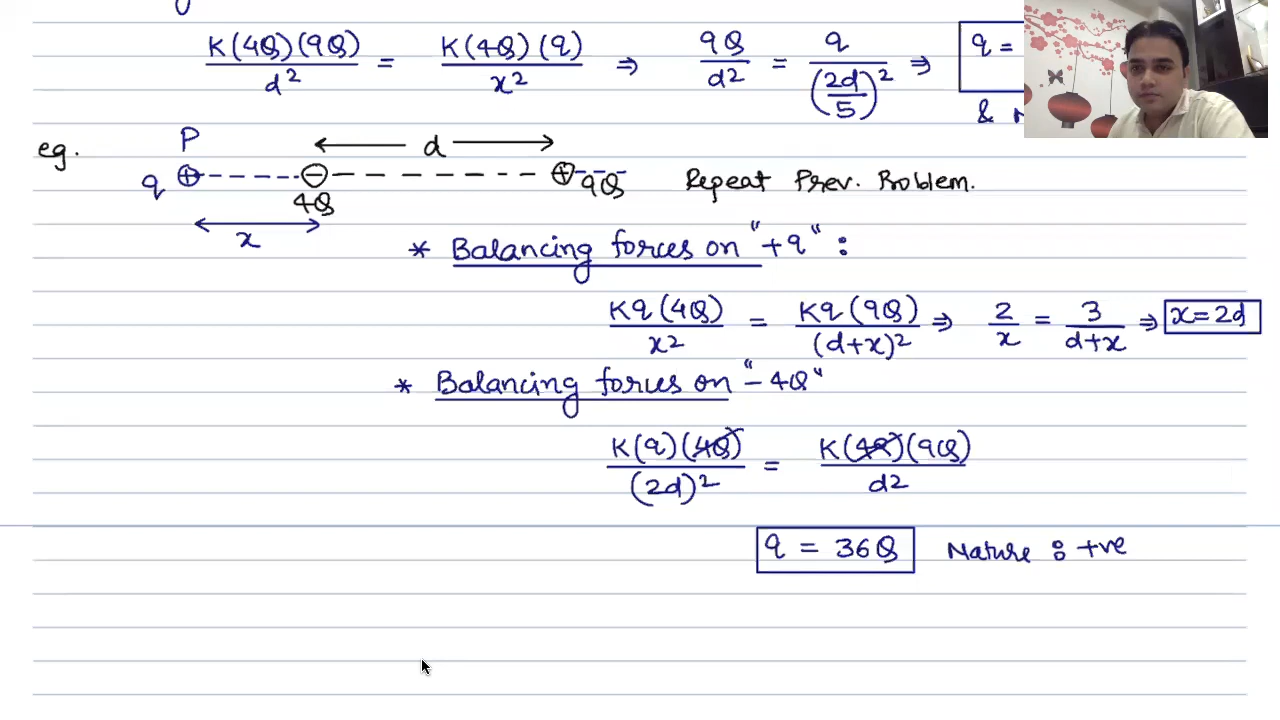 K(4Q)(9Q)/d² = K(4Q)(q)/x² ⇒ 9Q/d² = q/(2d/5)² ⇒ q =
&
eg. P d
q ⊕ - - - ⊖ - - - ⊕ 9Q Repeat Prev. Problem.
4Q
x
* Balancing forces on "+q" :
Kq(4Q)/x² = Kq(9Q)/(d+x)² ⇒ 2/x = 3/d+x ⇒ x=2d
* Balancing forces on "-4Q"
K(q)(4Q)/(2d)² = K(4Q)(9Q)/d2
q = 36Q Nature : +ve